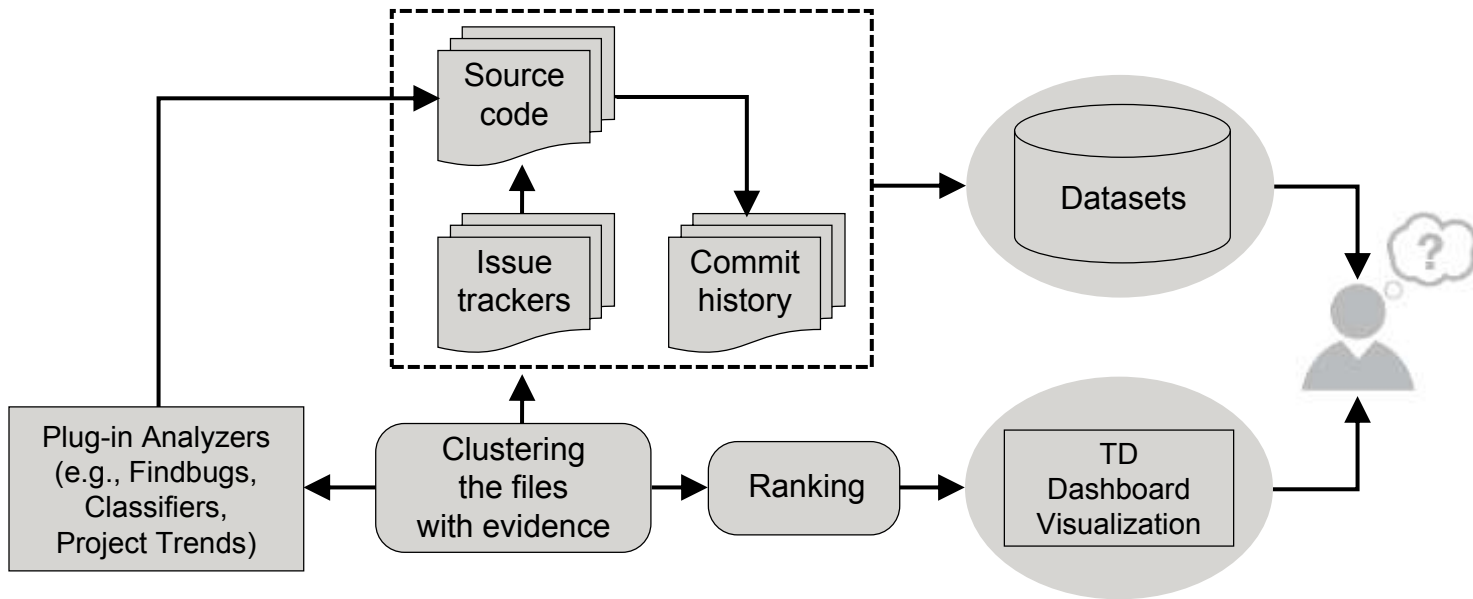 Source
code
Issue
trackers
Commit
history
Datasets
?
Plug-in Analyzers
(e.g., Findbugs,
Classifiers,
Project Trends)
Clustering
the files
with evidence
Ranking
TD
Dashboard
Visualization